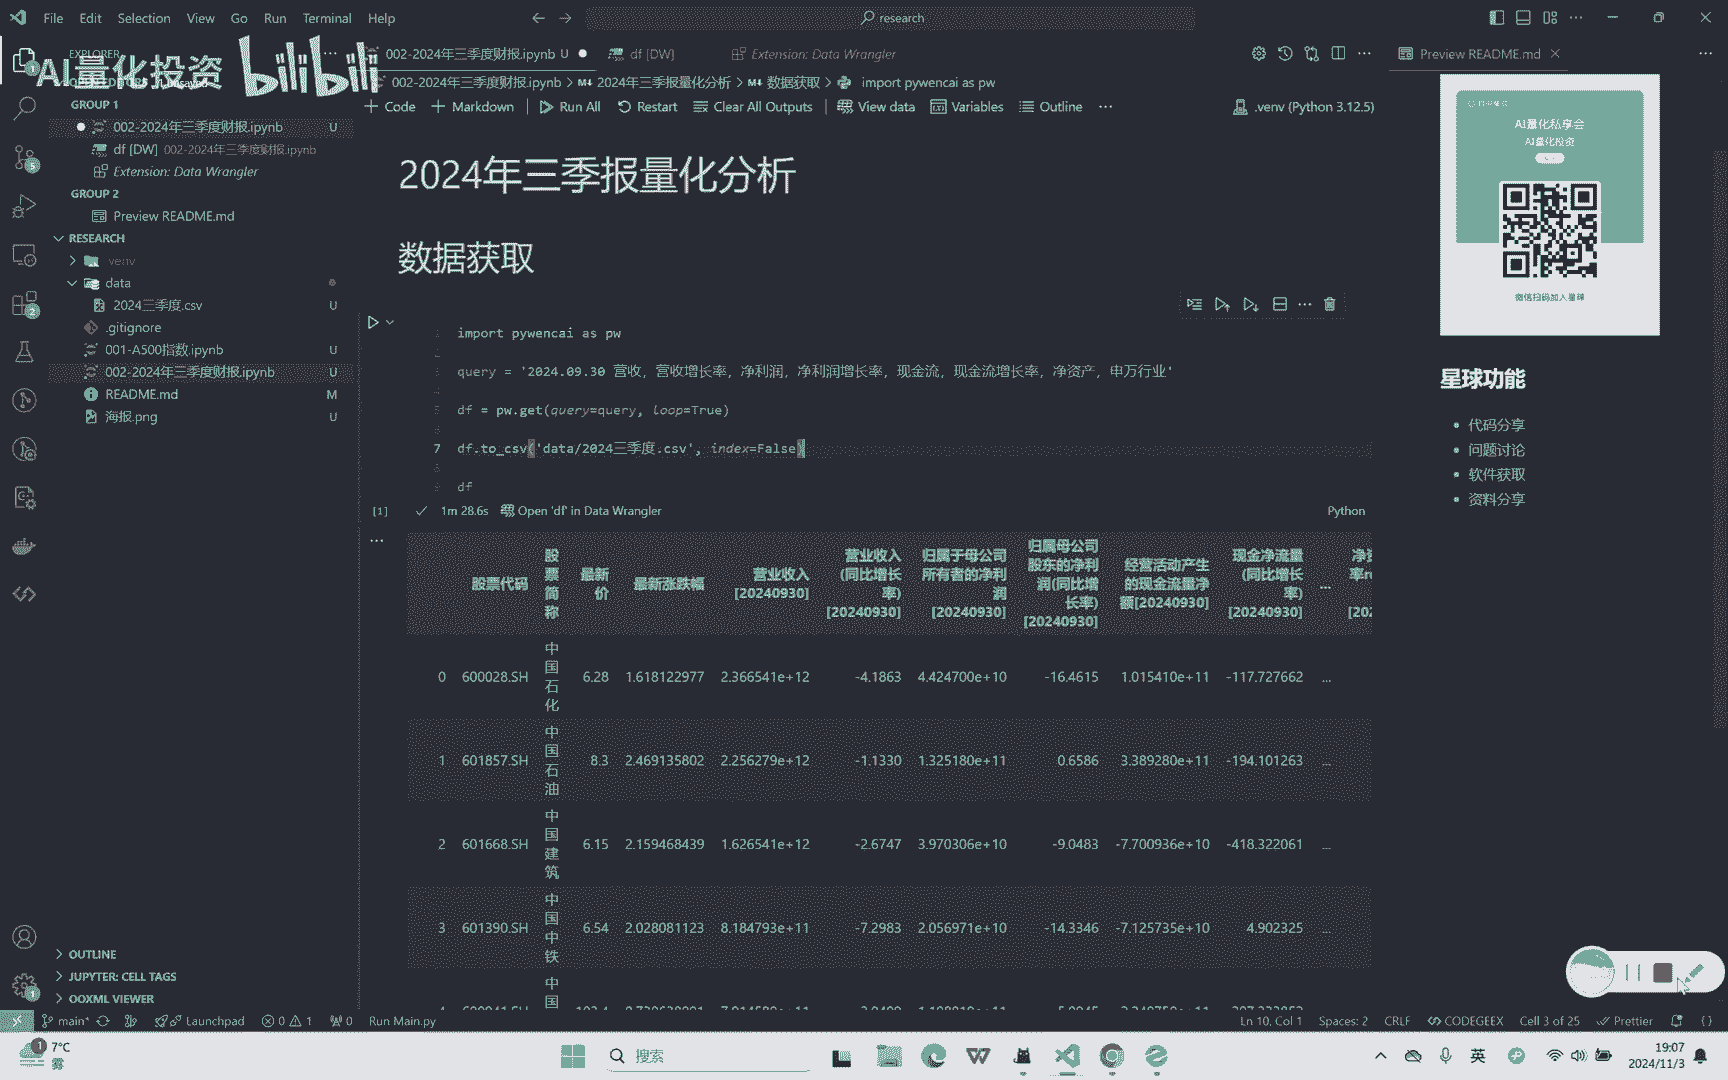 File Edit Selection View Go Run Terminal Help
research
AI量化投资 bilibili
EXPLORER
002-2024年三季度财报.ipynb U
df [DW]
Extension: Data Wrangler
Preview README.md
002-2024年三季度财报.ipynb > 2024年三季报量化分析 > 数据获取 > import pywencai as pw
Code Markdown Run All Restart Clear All Outputs View data Variables Outline
.venv (Python 3.12.5)
GROUP 1
002-2024年三季度财报.ipynb U
df [DW] 002-2024年三季度财报.ipynb
Extension: Data Wrangler
GROUP 2
Preview README.md
RESEARCH
venv
data
2024三季度.csv U
.gitignore
001-A500指数.ipynb U
002-2024年三季度财报.ipynb U
README.md M
海报.png U
OUTLINE
JUPYTER: CELL TAGS
OOXML VIEWER
2024年三季报量化分析
数据获取
import pywencai as pw
query = '2024.09.30 营收，营收增长率，净利润，净利润增长率，现金流，现金流增长率，净资产，申万行业'
df = pw.get(query=query, loop=True)
7 df.to_csv('data/2024三季度.csv', index=False)
df
[1] 1m 28.6s Open 'df' in Data Wrangler Python
股票代码 股票简称 最新价 最新涨跌幅 营业收入[20240930] 营业收入(同比增长率)[20240930] 归属于母公司所有者的净利润[20240930] 归属母公司股东的净利润(同比增长率)[20240930] 经营活动产生的现金流量净额[20240930] 现金净流量(同比增长率)[20240930] ...
0 600028.SH 中国石化 6.28 1.618122977 2.366541e+12 -4.1863 4.424700e+10 -16.4615 1.015410e+11 -117.727662 ...
1 601857.SH 中国石油 8.3 2.469135802 2.256279e+12 -1.1330 1.325180e+11 0.6586 3.389280e+11 -194.101263 ...
2 601668.SH 中国建筑 6.15 2.159468439 1.626541e+12 -2.6747 3.970306e+10 -9.0483 -7.700936e+10 -418.322061 ...
3 601390.SH 中国中铁 6.54 2.028081123 8.184793e+11 -7.2983 2.056971e+10 -14.3346 -7.125735e+10 4.902325 ...
中国
AI量化私享会
AI量化投资
微信扫码加入星球
星球功能
代码分享
问题讨论
软件获取
资料分享
main* Launchpad 0 1 0 Run Main.py
Ln 10, Col 1 Spaces: 2 CRLF CODEGEEX Cell 3 of 25 Prettier
7°C
雾
搜索
英
19:07
2024/11/3